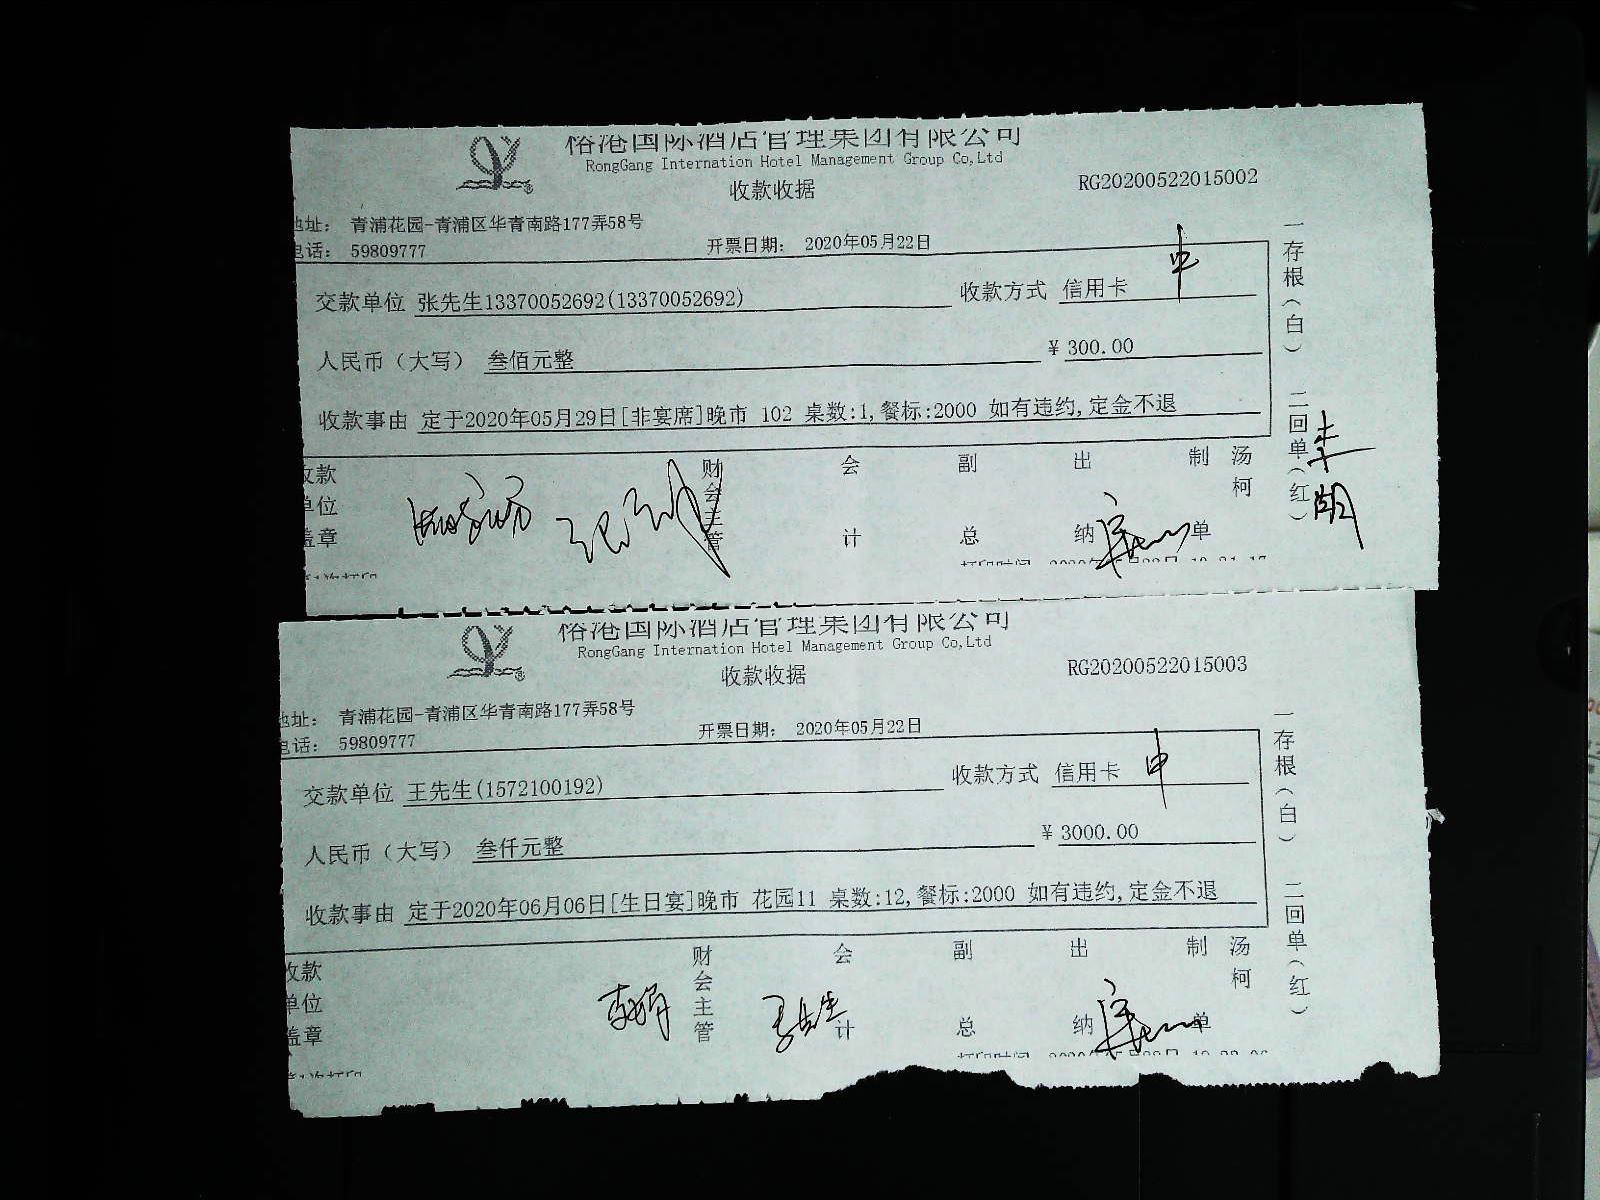 俗港国际酒店管理集团有限公司
RongGang Internation Hotel Management Group Co,Ltd
收款收据
RG20200522015002
地址： 青浦花园-青浦区华青南路177弄58号
电话： 59809777
开票日期： 2020年05月22日
交款单位 张先生13370052692(13370052692)
收款方式 信用卡 中
人民币（大写） 叁佰元整
¥ 300.00
收款事由 定于2020年05月29日[非宴席]晚市 102 桌数:1,餐标:2000 如有违约,定金不退
收款单位盖章
财会主管
会计
副总
出纳
制单
汤柯
一存根（白）
二回单（红）
俗港国际酒店管理集团有限公司
RongGang Internation Hotel Management Group Co,Ltd
收款收据
RG20200522015003
地址： 青浦花园-青浦区华青南路177弄58号
电话： 59809777
开票日期： 2020年05月22日
交款单位 王先生(1572100192)
收款方式 信用卡 中
人民币（大写） 叁仟元整
¥ 3000.00
收款事由 定于2020年06月06日[生日宴]晚市 花园11 桌数:12,餐标:2000 如有违约,定金不退
收款单位盖章
财会主管
会计
副总
出纳
制单
汤柯
一存根（白）
二回单（红）